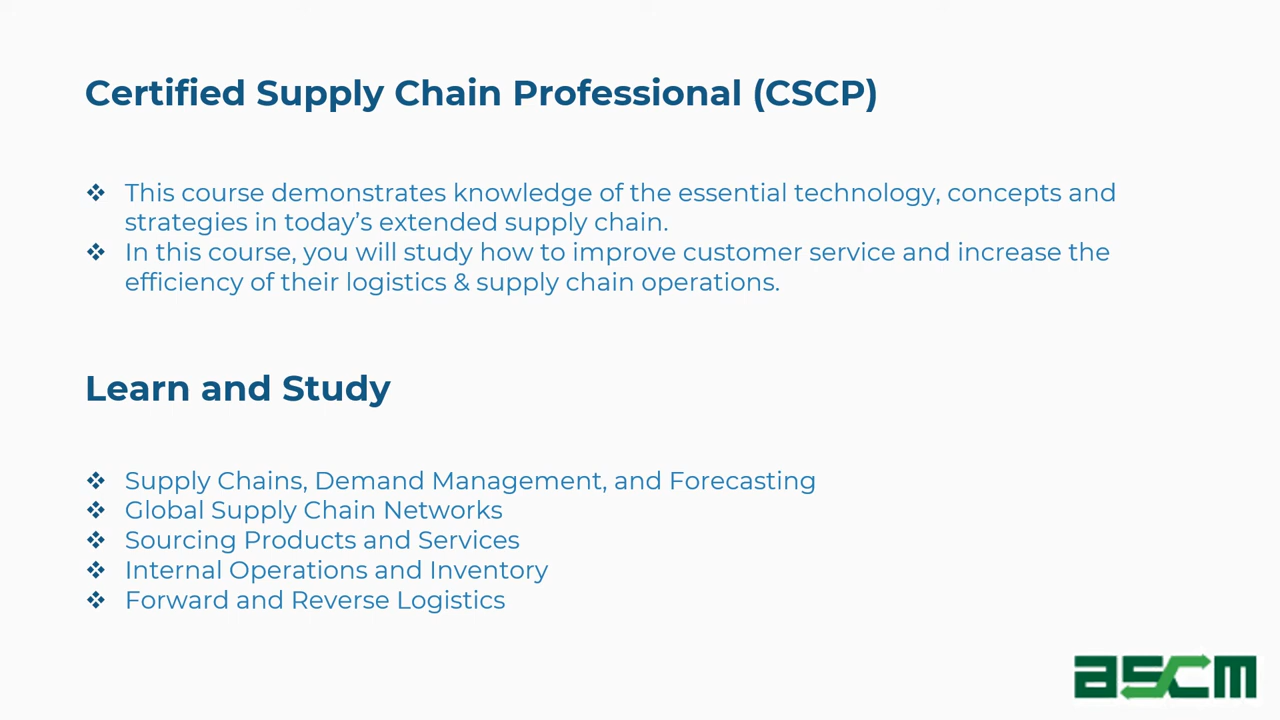 Certified Supply Chain Professional (CSCP)
❖ This course demonstrates knowledge of the essential technology, concepts and
strategies in today’s extended supply chain.
❖ In this course, you will study how to improve customer service and increase the
efficiency of their logistics & supply chain operations.
Learn and Study
❖ Supply Chains, Demand Management, and Forecasting
❖ Global Supply Chain Networks
❖ Sourcing Products and Services
❖ Internal Operations and Inventory
❖ Forward and Reverse Logistics
ascm